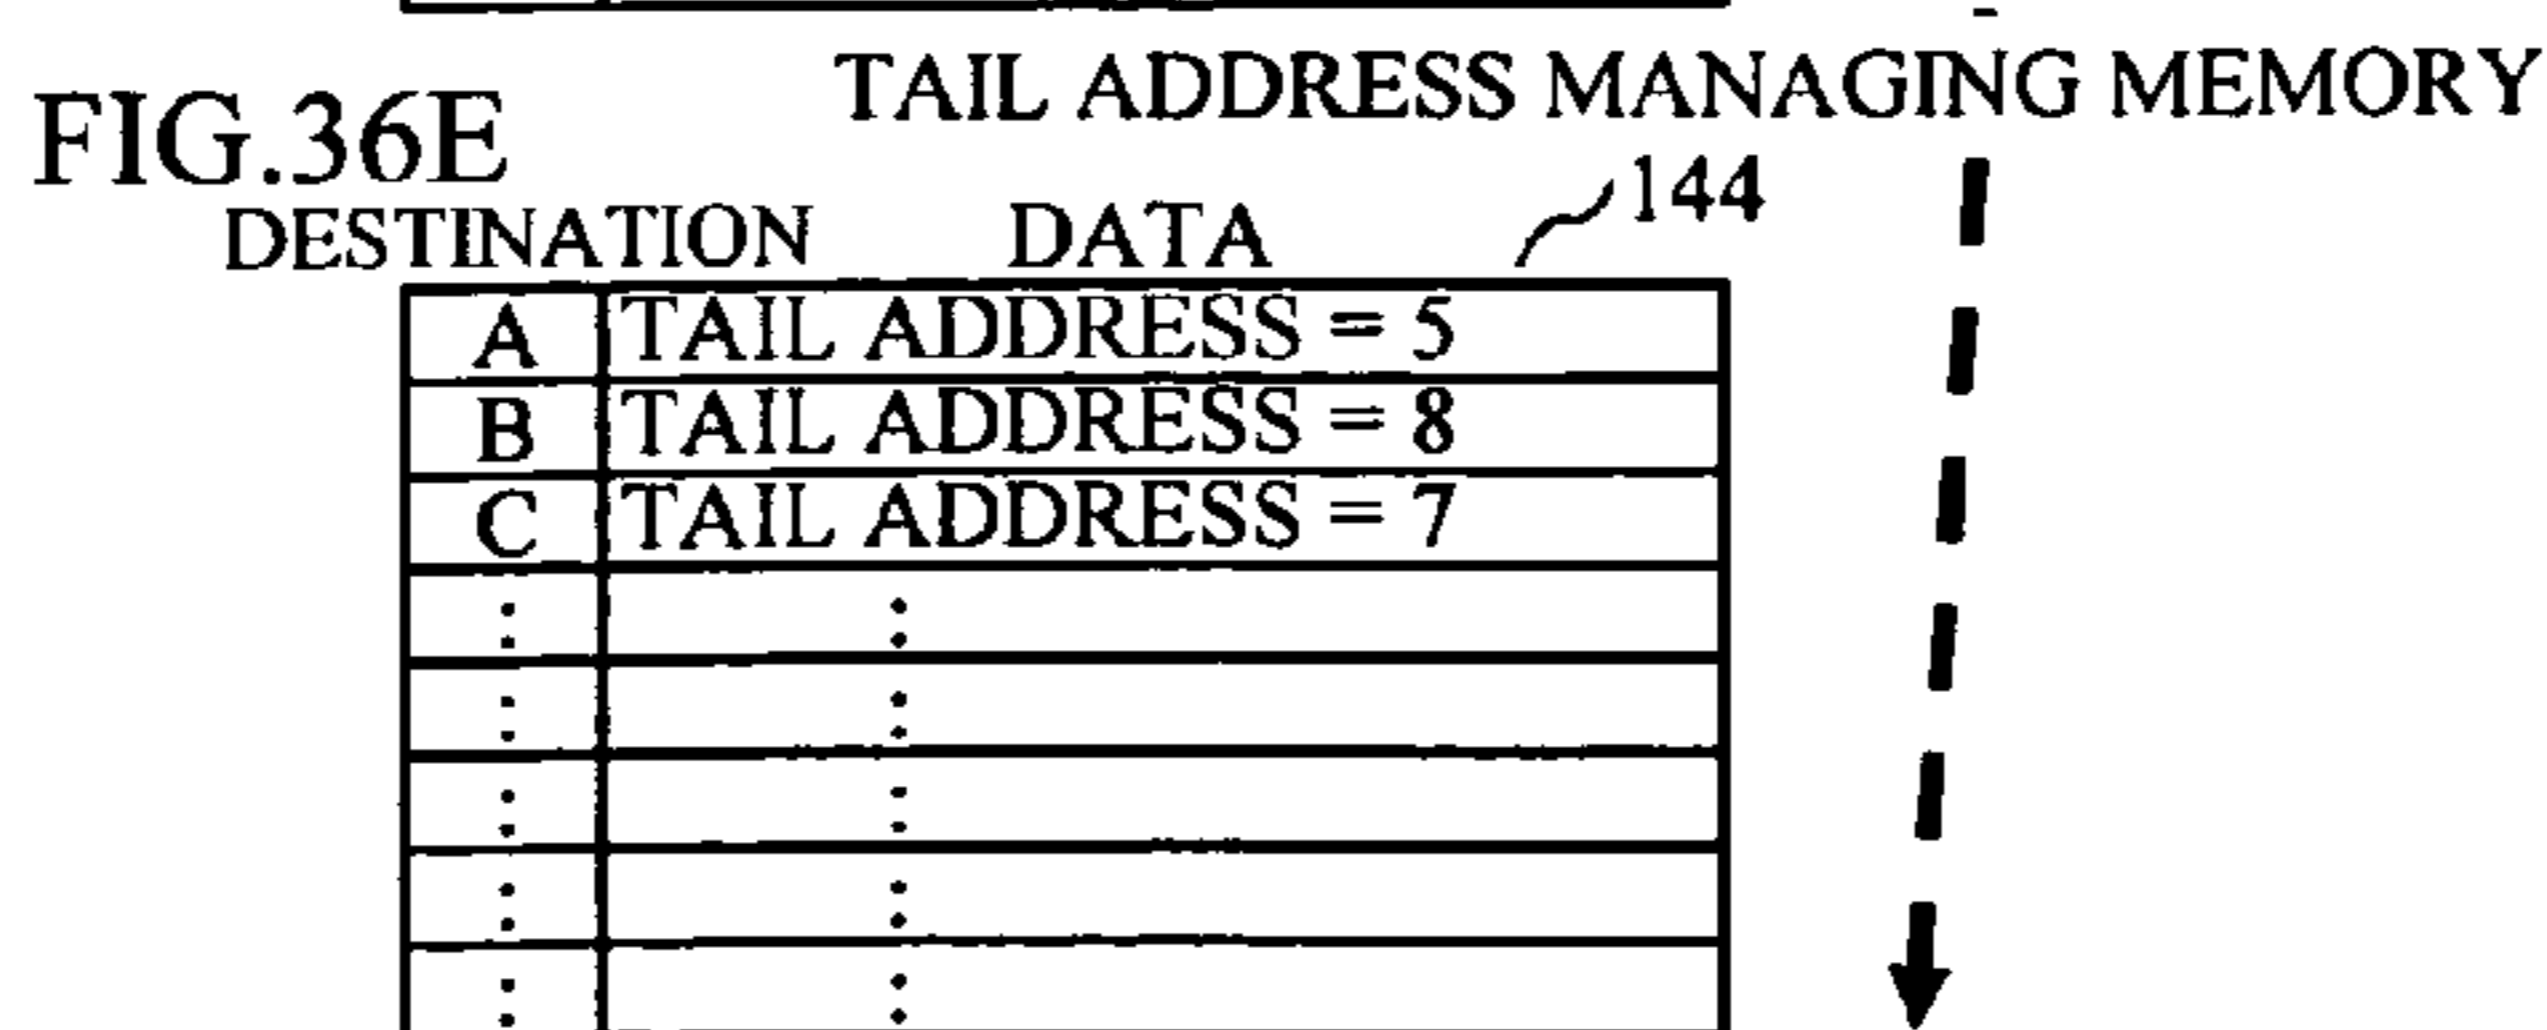 TAIL ADDRESS MANAGING MEMORY
FIG.36E
144
DESTINATION DATA
A TAIL ADDRESS = 5
B TAIL ADDRESS = 8
C TAIL ADDRESS = 7